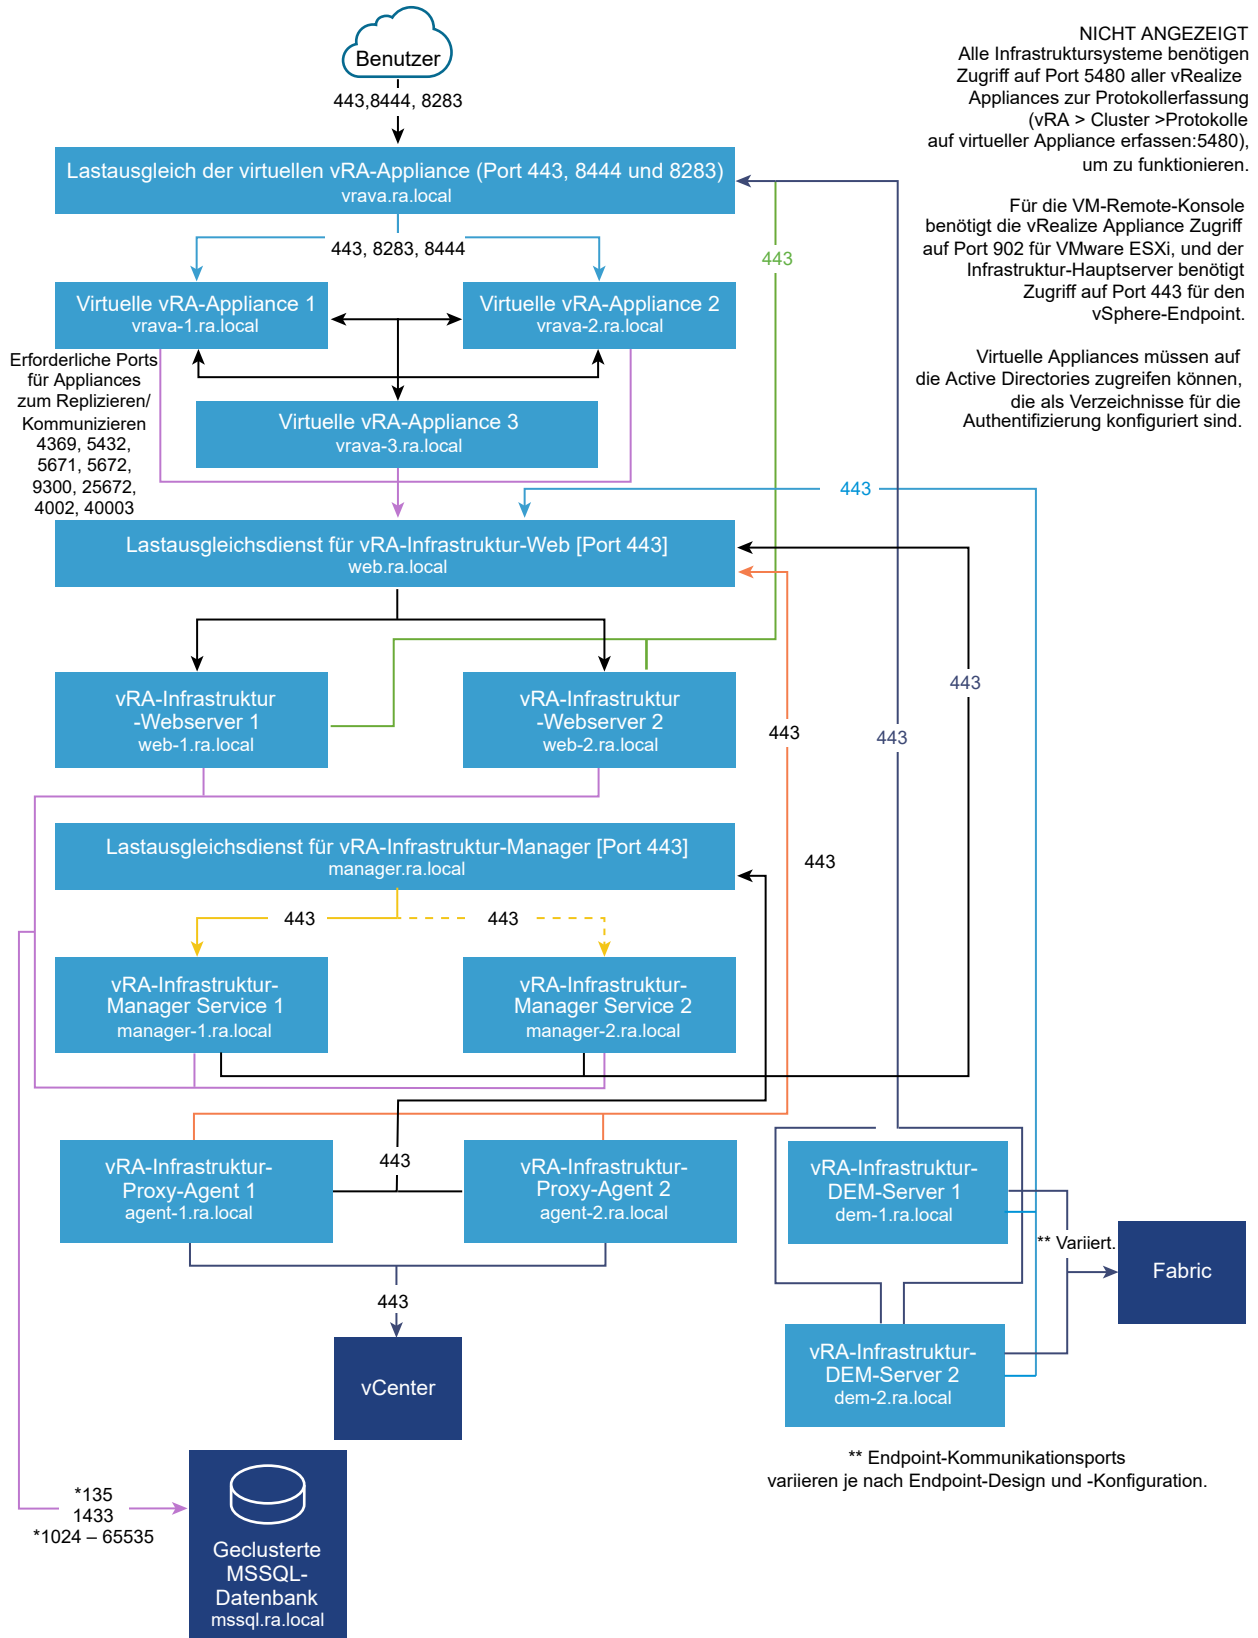 Benutzer
443,8444, 8283
NICHT ANGEZEIGT
Alle Infrastruktursysteme benötigen
Zugriff auf Port 5480 aller vRealize
Appliances zur Protokollerfassung
(vRA > Cluster >Protokolle
auf virtueller Appliance erfassen:5480),
um zu funktionieren.
Für die VM-Remote-Konsole
benötigt die vRealize Appliance Zugriff
auf Port 902 für VMware ESXi, und der
Infrastruktur-Hauptserver benötigt
Zugriff auf Port 443 für den
vSphere-Endpoint.
Virtuelle Appliances müssen auf
die Active Directories zugreifen können,
die als Verzeichnisse für die
Authentifizierung konfiguriert sind.
Lastausgleich der virtuellen vRA-Appliance (Port 443, 8444 und 8283)
vrava.ra.local
443, 8283, 8444
443
Virtuelle vRA-Appliance 1
vrava-1.ra.local
Virtuelle vRA-Appliance 2
vrava-2.ra.local
Erforderliche Ports
für Appliances
zum Replizieren/
Kommunizieren
4369, 5432,
5671, 5672,
9300, 25672,
4002, 40003
Virtuelle vRA-Appliance 3
vrava-3.ra.local
443
Lastausgleichsdienst für vRA-Infrastruktur-Web [Port 443]
web.ra.local
vRA-Infrastruktur
-Webserver 1
web-1.ra.local
vRA-Infrastruktur
-Webserver 2
web-2.ra.local
443
443
443
Lastausgleichsdienst für vRA-Infrastruktur-Manager [Port 443]
manager.ra.local
443
443
443
vRA-Infrastruktur-
Manager Service 1
manager-1.ra.local
vRA-Infrastruktur-
Manager Service 2
manager-2.ra.local
vRA-Infrastruktur-
Proxy-Agent 1
agent-1.ra.local
443
vRA-Infrastruktur-
Proxy-Agent 2
agent-2.ra.local
vRA-Infrastruktur-
DEM-Server 1
dem-1.ra.local
** Variiert.
Fabric
443
vCenter
vRA-Infrastruktur-
DEM-Server 2
dem-2.ra.local
** Endpoint-Kommunikationsports
variieren je nach Endpoint-Design und -Konfiguration.
*135
1433
*1024 – 65535
Geclusterte
MSSQL-
Datenbank
mssql.ra.local